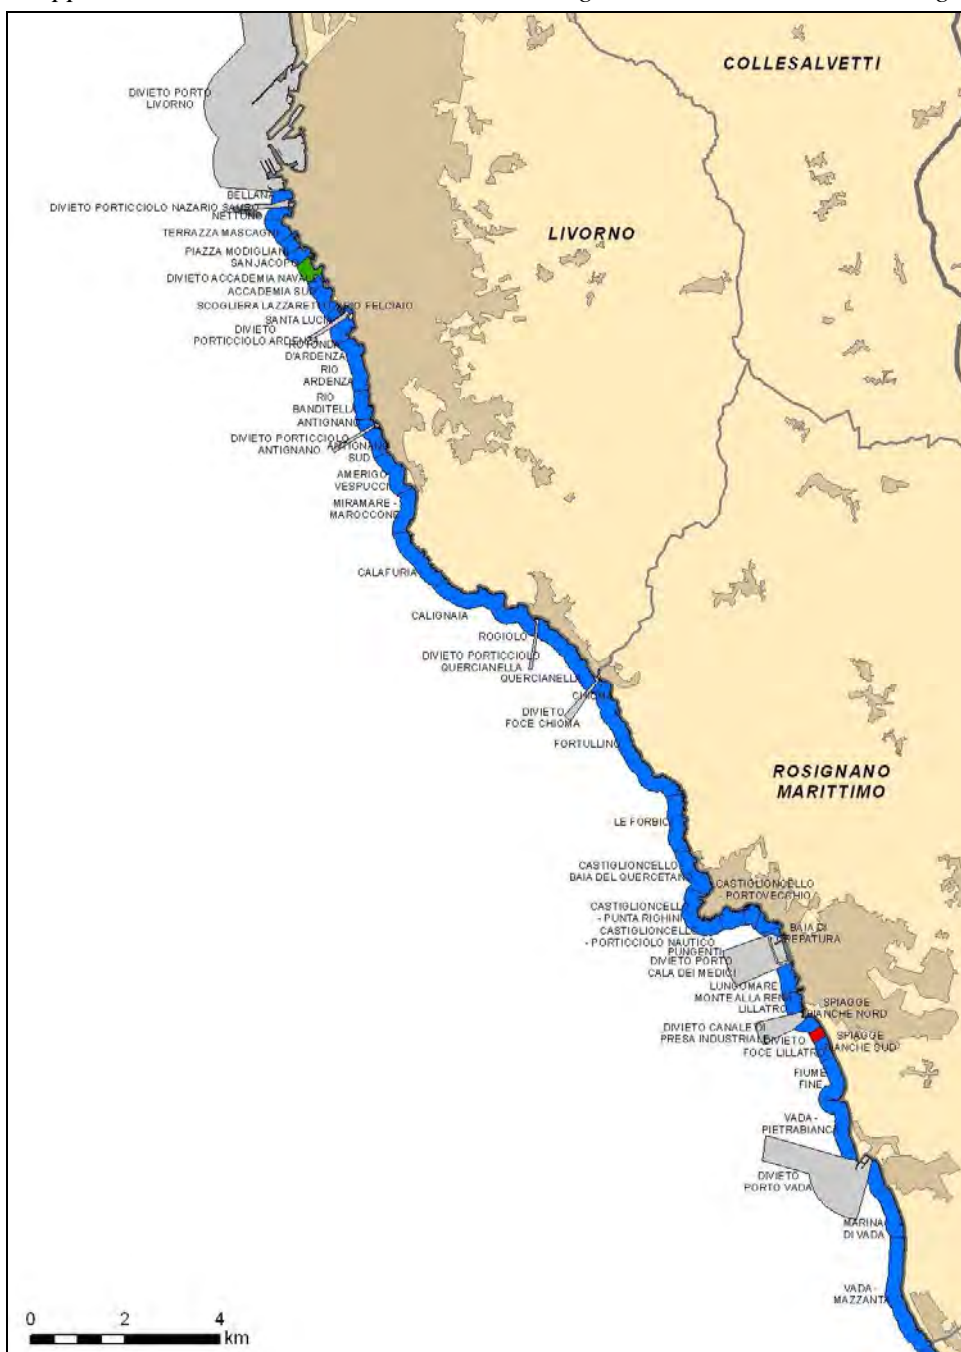 COLLESALVETTI
DIVIETO PORTO
LIVORNO
BELLANA
DIVIETO PORTICCIOLO NAZARIO SAURO
NETTUNO
LIVORNO
TERRAZZA MASCAGNI
PIAZZA MODIGLIANI
SAN JACOPO
DIVIETO ACCADEMIA NAVALE
ACCADEMIA SUD
SCOGLIERA LAZZARETTO
RIO FELCIAIO
SANTA LUCIA
DIVIETO
PORTICCIOLO ARDENZA
ROTONDA
D'ARDENZA
RIO
ARDENZA
RIO
BANDITELLA
ANTIGNANO
DIVIETO PORTICCIOLO
ANTIGNANO
ANTIGNANO
SUD
AMERIGO
VESPUCCI
MIRAMARE -
MAROCCONE
CALAFURIA
CALIGNAIA
ROGIOLO
DIVIETO PORTICCIOLO
QUERCIANELLA
QUERCIANELLA
CHIOMA
DIVIETO
FOCE CHIOMA
FORTULLINO
ROSIGNANO
MARITTIMO
LE FORBICI
CASTIGLIONCELLO
BAIA DEL QUERCETANO
CASTIGLIONCELLO
- PORTOVECCHIO
CASTIGLIONCELLO
- PUNTA RIGHINI
CASTIGLIONCELLO
- PORTICCIOLO NAUTICO
BAIA DI
CREPATURA
PUNGENTI
DIVIETO PORTO
CALA DEI MEDICI
LUNGOMARE
MONTE ALLA RENA
LILLATRO
SPIAGGE
BIANCHE NORD
DIVIETO CANALE DI
PRESA INDUSTRIALE
DIVIETO
FOCE LILLATRO
SPIAGGE
BIANCHE SUD
FIUME
FINE
VADA -
PIETRABIANCA
DIVIETO
PORTO VADA
MARINA
DI VADA
VADA -
MAZZANTA
0 2 4
km